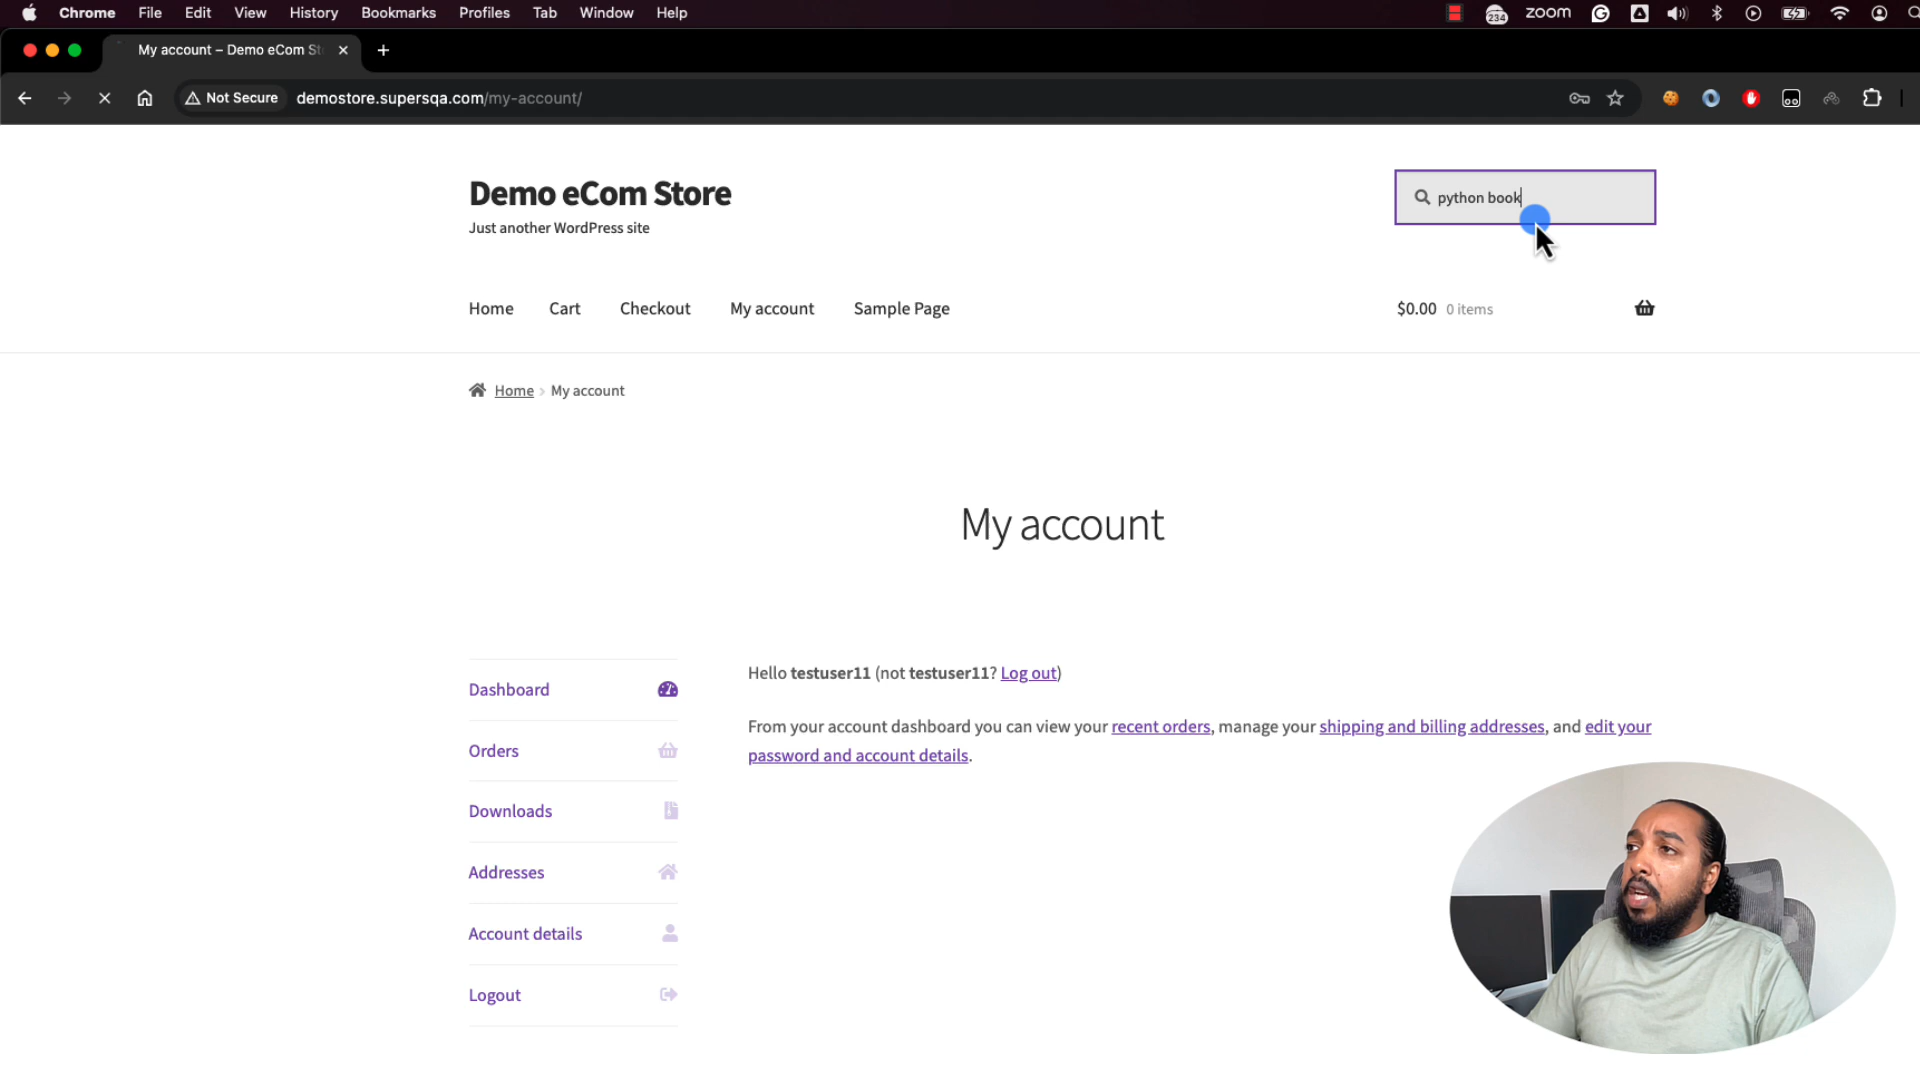 Chrome File Edit View History Bookmarks Profiles Tab Window Help 234 zoom
My account – Demo eCom St
Not Secure demostore.supersqa.com/my-account/
Demo eCom Store
Just another WordPress site
python book
Home Cart Checkout My account Sample Page $0.00 0 items
Home > My account
My account
Dashboard
Orders
Downloads
Addresses
Account details
Logout
Hello testuser11 (not testuser11? Log out)
From your account dashboard you can view your recent orders, manage your shipping and billing addresses, and edit your
password and account details.